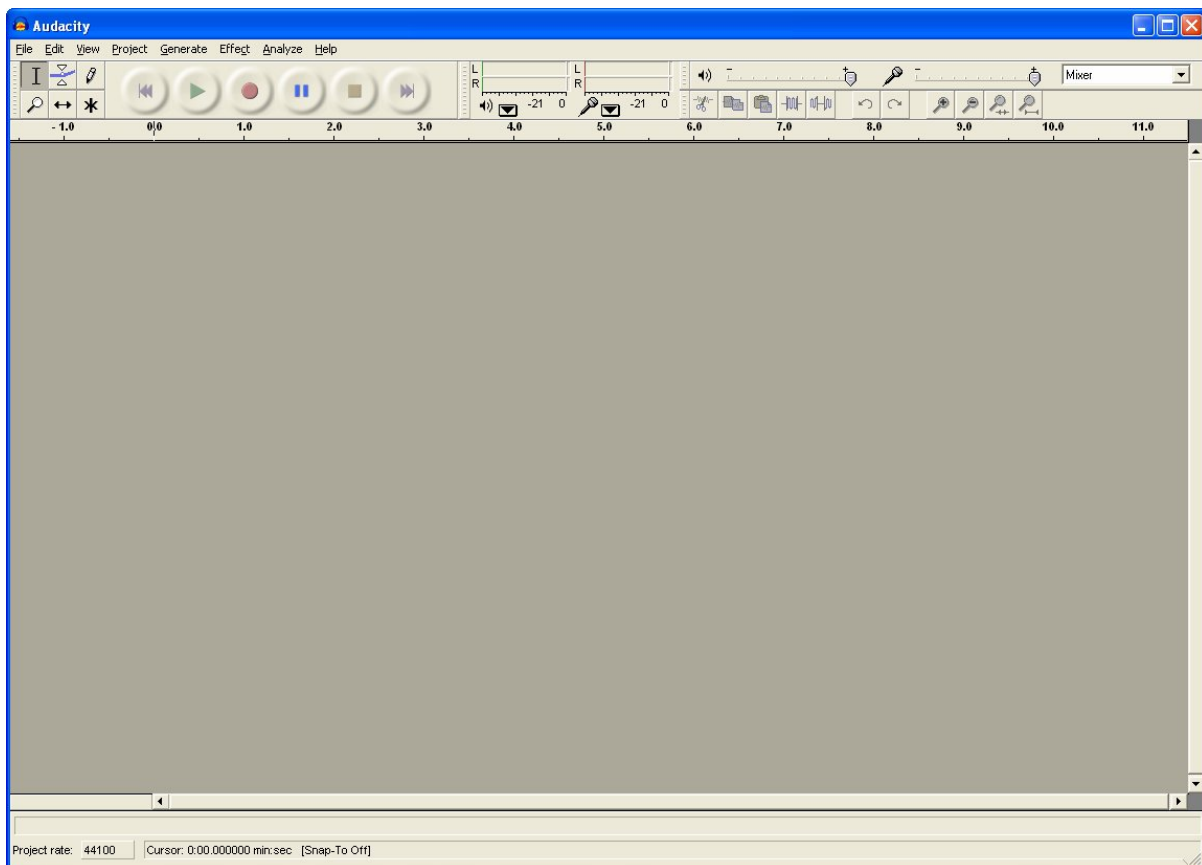 Audacity
File Edit View Project Generate Effect Analyze Help
L L
R R
-21 0 -21 0
Mixer
- 1.0 0,0 1.0 2.0 3.0 4.0 5.0 6.0 7.0 8.0 9.0 10.0 11.0
Project rate: 44100 Cursor: 0:00.000000 min:sec [Snap-To Off]